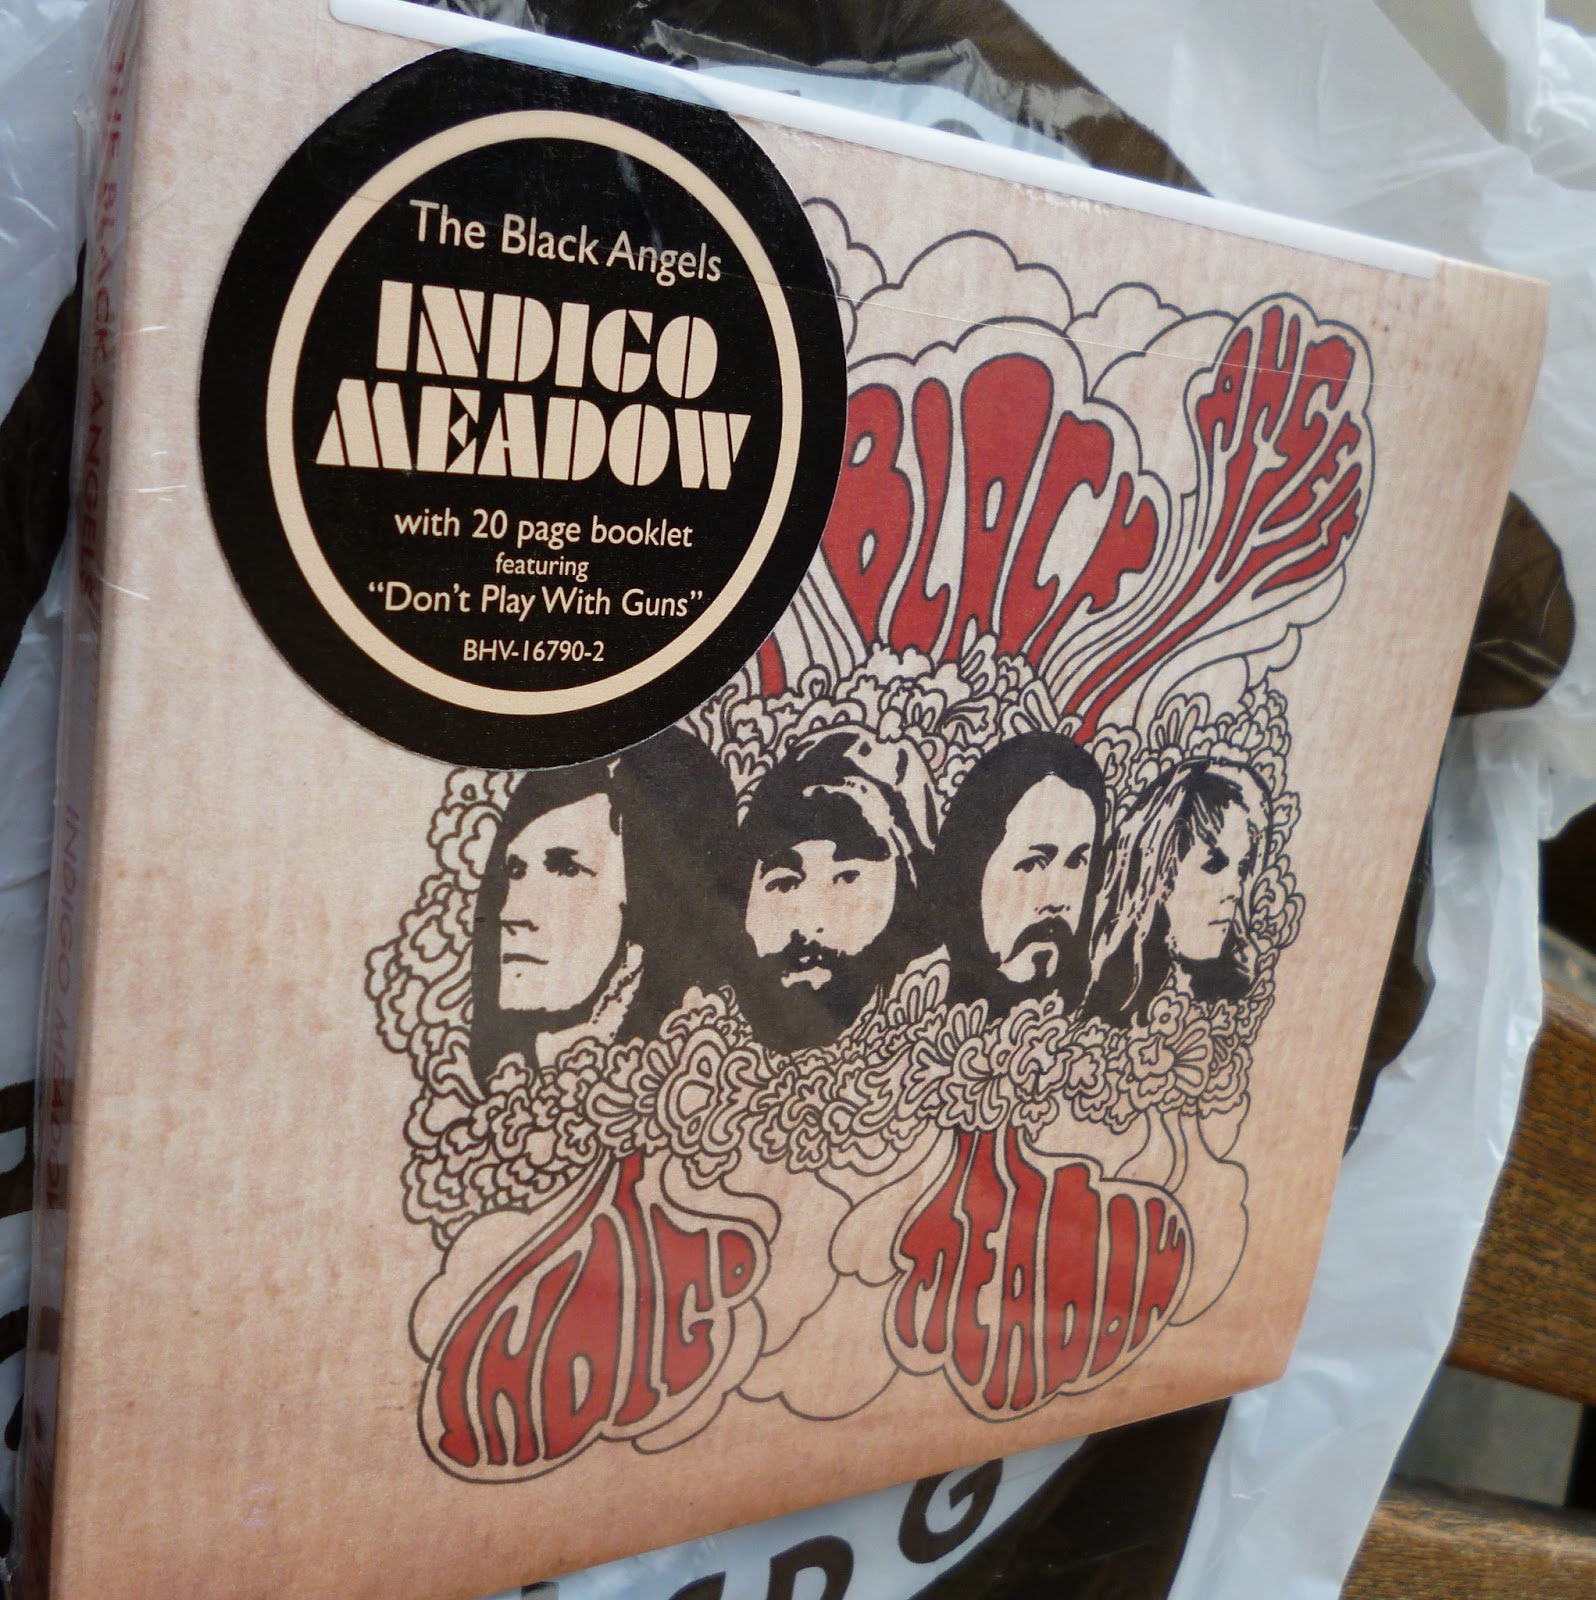 The Black Angels
INDIGO
MEADOW
with 20 page booklet
featuring
“Don't Play With Guns”
BHV-16790-2
BLACK ANGELS
INDIGO MEADOW
THE BLACK ANGELS
INDIGO MEADOW